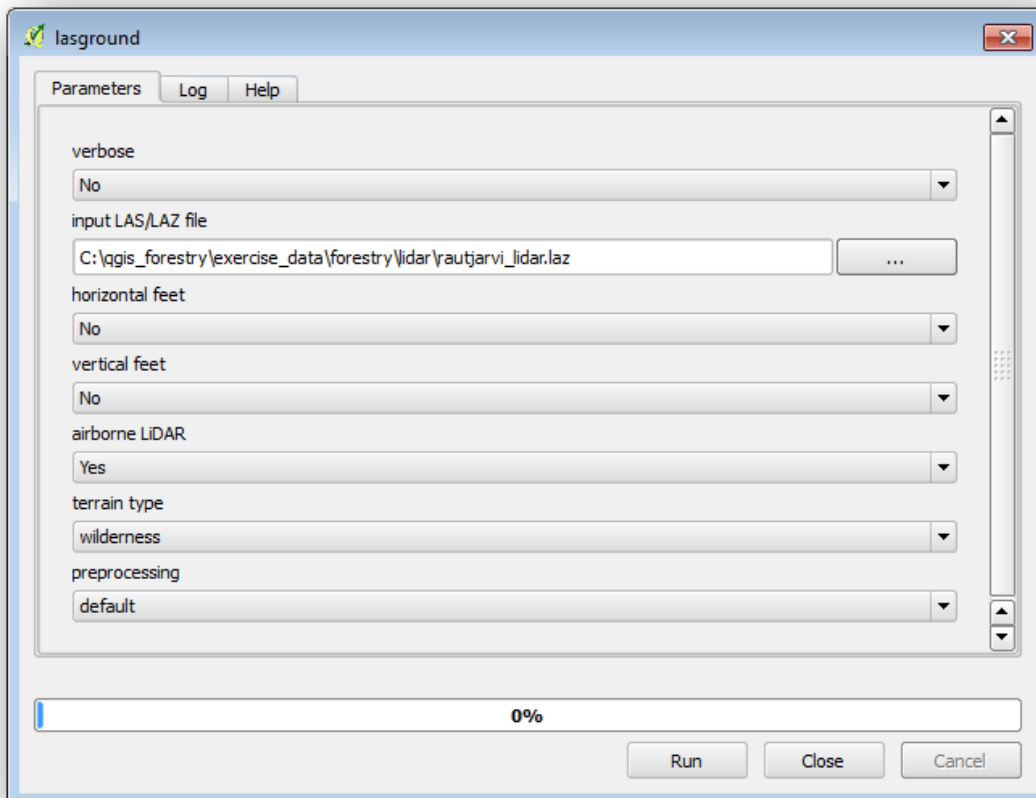 lasground
Parameters Log Help
verbose
No
input LAS/LAZ file
C:\qgis_forestry\exercise_data\forestry\lidar\rautjarvi_lidar.laz ...
horizontal feet
No
vertical feet
No
airborne LiDAR
Yes
terrain type
wilderness
preprocessing
default
0%
Run Close Cancel